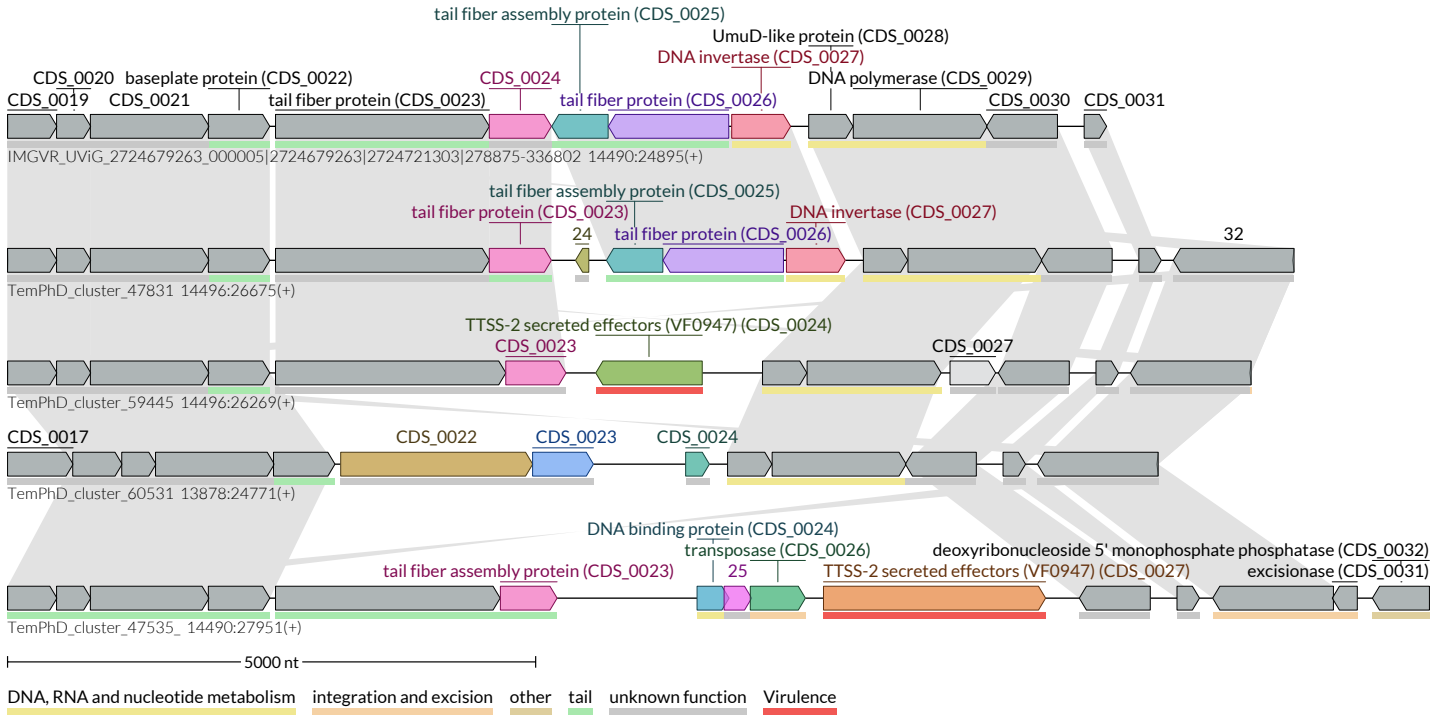 tail fiber assembly protein (CDS_0025)
UmuD-like protein (CDS_0028)
DNA invertase (CDS_0027)
CDS_0020 baseplate protein (CDS_0022) CDS_0024 DNA polymerase (CDS_0029)
CDS_0019 CDS_0021 tail fiber protein (CDS_0023) tail fiber protein (CDS_0026) CDS_0030 CDS_0031
IMGVR_UViG_2724679263_000005|2724679263|2724721303|278875-336802 14490:24895(+)
tail fiber assembly protein (CDS_0025)
tail fiber protein (CDS_0023) DNA invertase (CDS_0027)
24 tail fiber protein (CDS_0026) 32
TemPhD_cluster_47831 14496:26675(+)
TTSS-2 secreted effectors (VF0947) (CDS_0024)
CDS_0023 CDS_0027
TemPhD_cluster_59445 14496:26269(+)
CDS_0017 CDS_0022 CDS_0023 CDS_0024
TemPhD_cluster_60531 13878:24771(+)
DNA binding protein (CDS_0024)
transposase (CDS_0026) deoxyribonucleoside 5' monophosphate phosphatase (CDS_0032)
tail fiber assembly protein (CDS_0023) 25 TTSS-2 secreted effectors (VF0947) (CDS_0027) excisionase (CDS_0031)
TemPhD_cluster_47535_ 14490:27951(+)
5000 nt
DNA, RNA and nucleotide metabolism integration and excision other tail unknown function Virulence